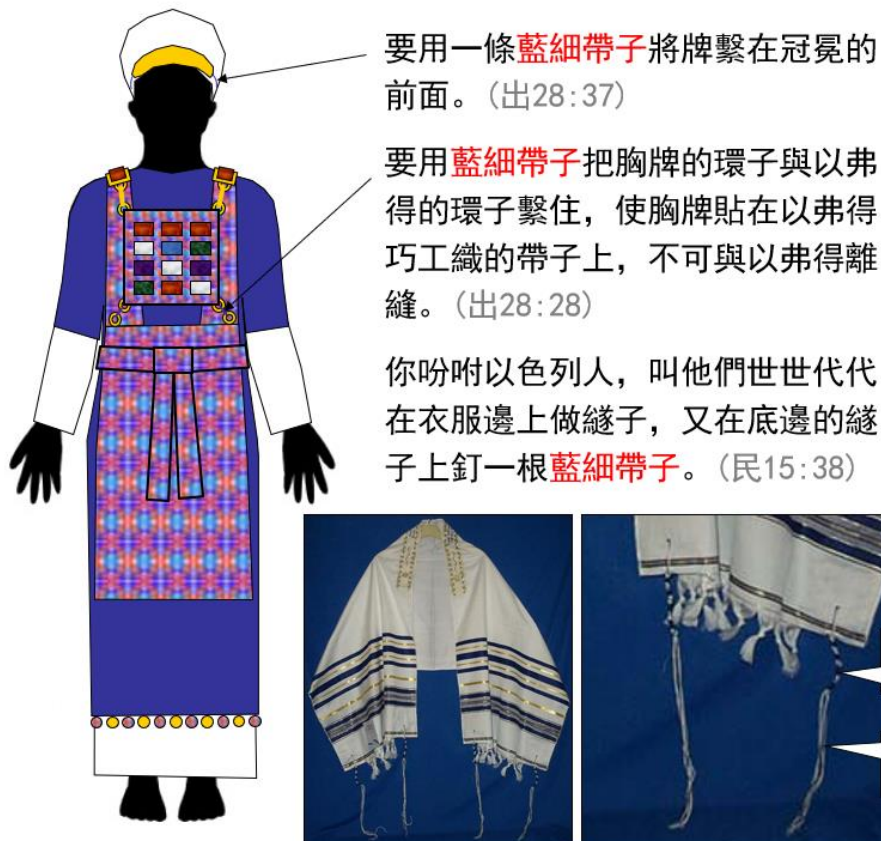 要用一條藍細帶子將牌繫在冠冕的
前面。(出28:37)
要用藍細帶子把胸牌的環子與以弗
得的環子繫住，使胸牌貼在以弗得
巧工織的帶子上，不可與以弗得離
縫。(出28:28)
你吩咐以色列人，叫他們世世代代
在衣服邊上做繸子，又在底邊的繸
子上釘一根藍細帶子。(民15:38)